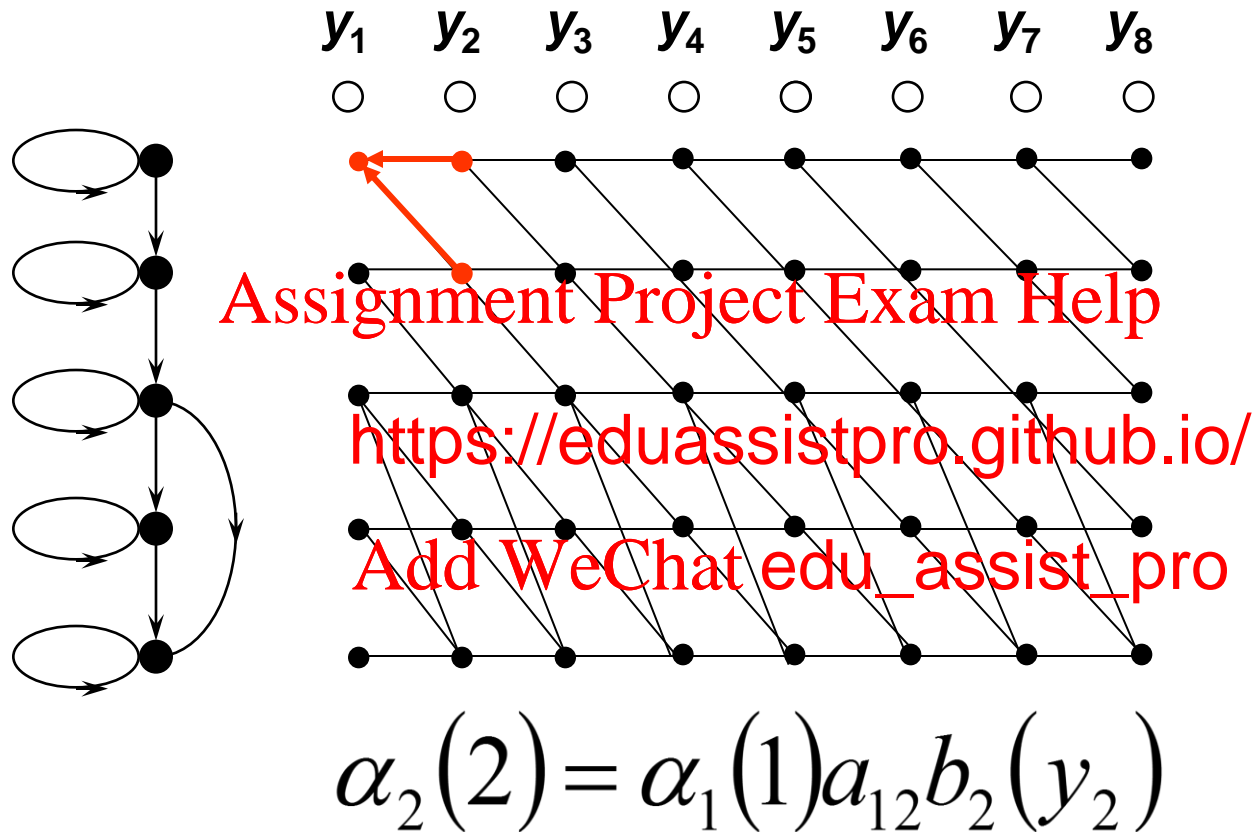 y₁ y₂ y₃ y₄ y₅ y₆ y₇ y₈
Assignment Project Exam Help
https://eduassistpro.github.io/
Add WeChat edu_assist_pro
α₂(2) = α₁(1)a₁₂b₂(y₂)